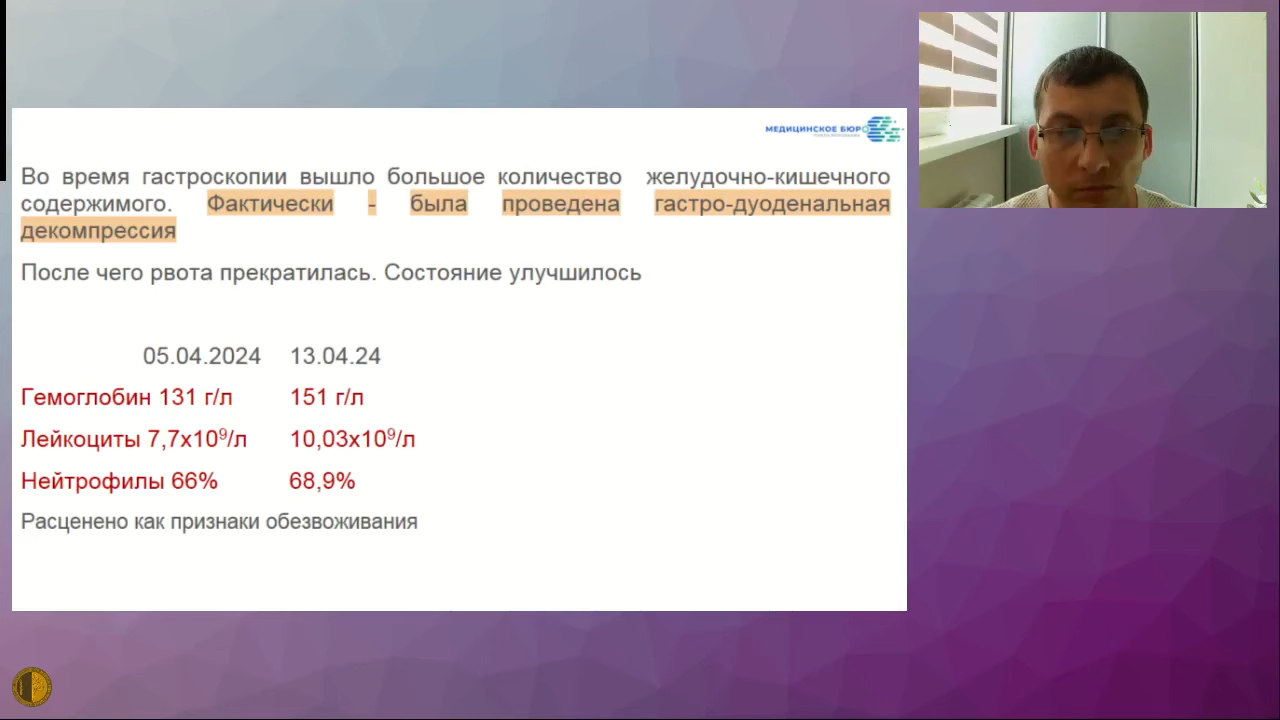 МЕДИЦИНСКОЕ БЮРО
Во время гастроскопии вышло большое количество желудочно-кишечного
содержимого. Фактически - была проведена гастро-дуоденальная
декомпрессия
После чего рвота прекратилась. Состояние улучшилось
05.04.2024 13.04.24
Гемоглобин 131 г/л 151 г/л
Лейкоциты 7,7х10⁹/л 10,03х10⁹/л
Нейтрофилы 66% 68,9%
Расценено как признаки обезвоживания